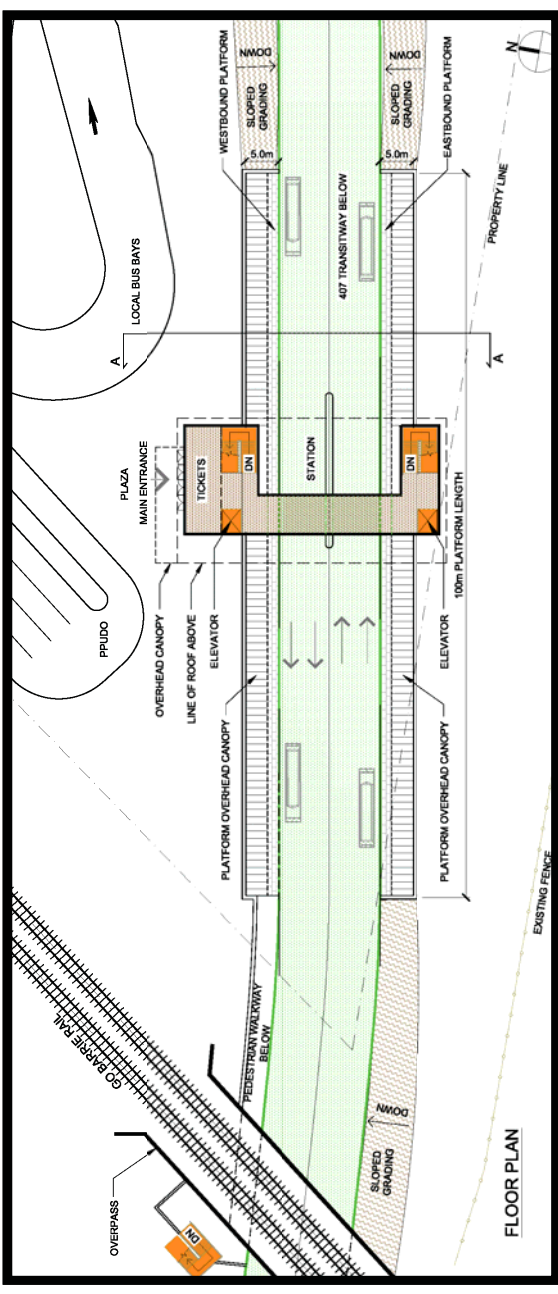 N
DOWN
SLOPED
GRADING
WESTBOUND PLATFORM
5.0m
407 TRANSITWAY BELOW
DOWN
SLOPED
GRADING
5.0m
EASTBOUND PLATFORM
PROPERTY LINE
LOCAL BUS BAYS
A
A
PLAZA
MAIN ENTRANCE
TICKETS
DN
STATION
DN
100m PLATFORM LENGTH
PPUDO
OVERHEAD CANOPY
LINE OF ROOF ABOVE
ELEVATOR
ELEVATOR
PLATFORM OVERHEAD CANOPY
PLATFORM OVERHEAD CANOPY
EXISTING FENCE
GO BARRIE RAIL
PEDESTRIAN WALKWAY
BELOW
DOWN
SLOPED
GRADING
OVERPASS
DN
FLOOR PLAN